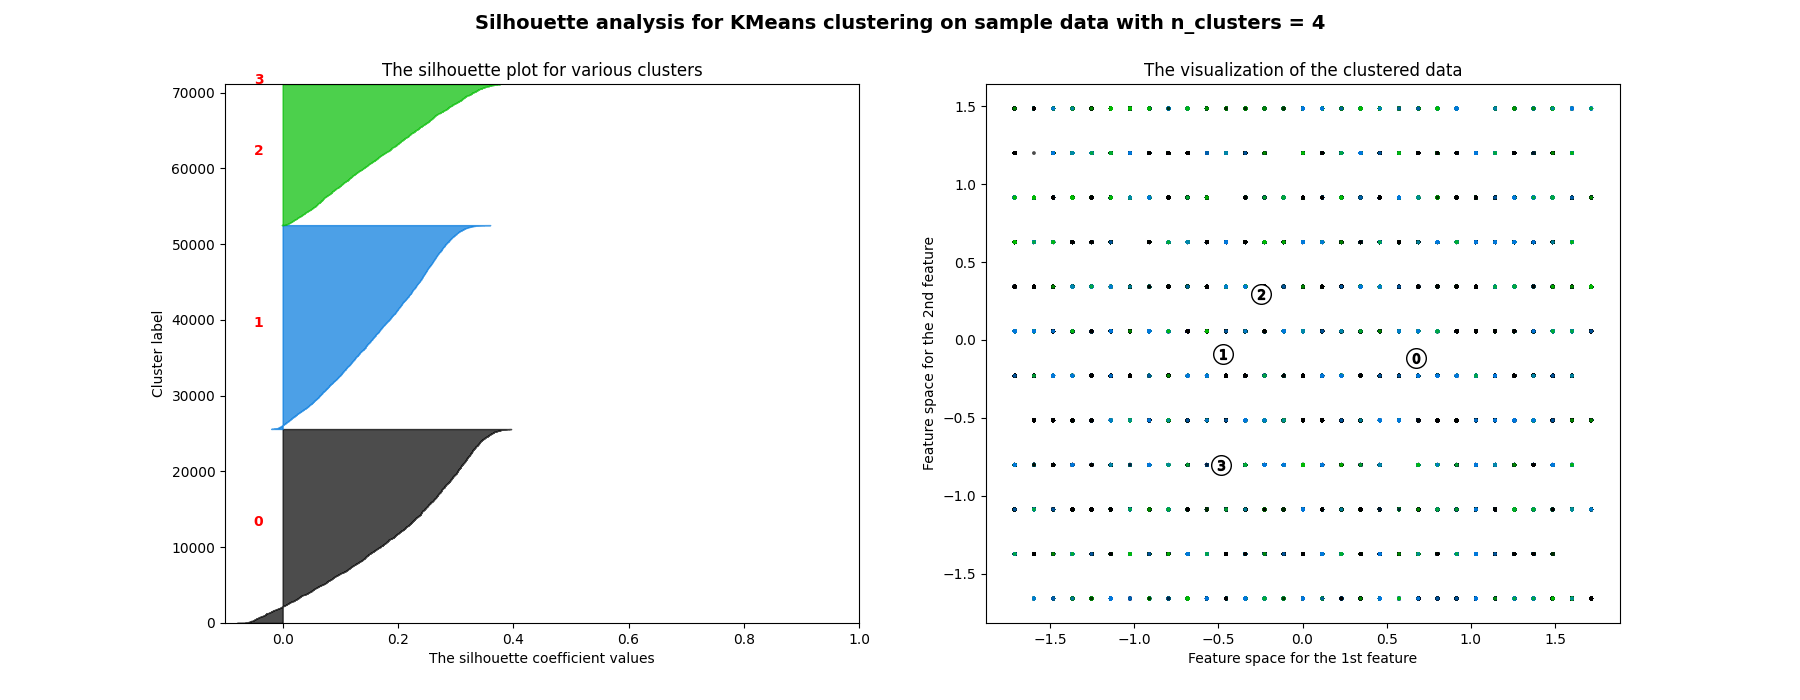 Silhouette analysis for KMeans clustering on sample data with n_clusters = 4
The silhouette plot for various clusters
3
2
1
0
70000
60000
50000
40000
30000
20000
10000
0
Cluster label
0.0 0.2 0.4 0.6 0.8 1.0
The silhouette coefficient values
The visualization of the clustered data
1.5
1.0
0.5
0.0
−0.5
−1.0
−1.5
Feature space for the 2nd feature
2
1
0
3
−1.5 −1.0 −0.5 0.0 0.5 1.0 1.5
Feature space for the 1st feature